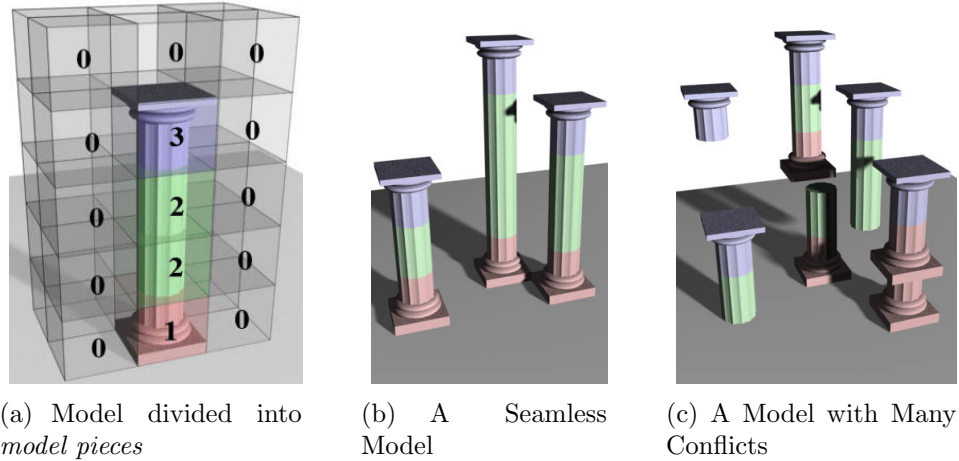 0 0 0
0 3 0
0 2 0
0 2 0
0 1 0
(a) Model divided into
model pieces
(b) A Seamless
Model
(c) A Model with Many
Conflicts